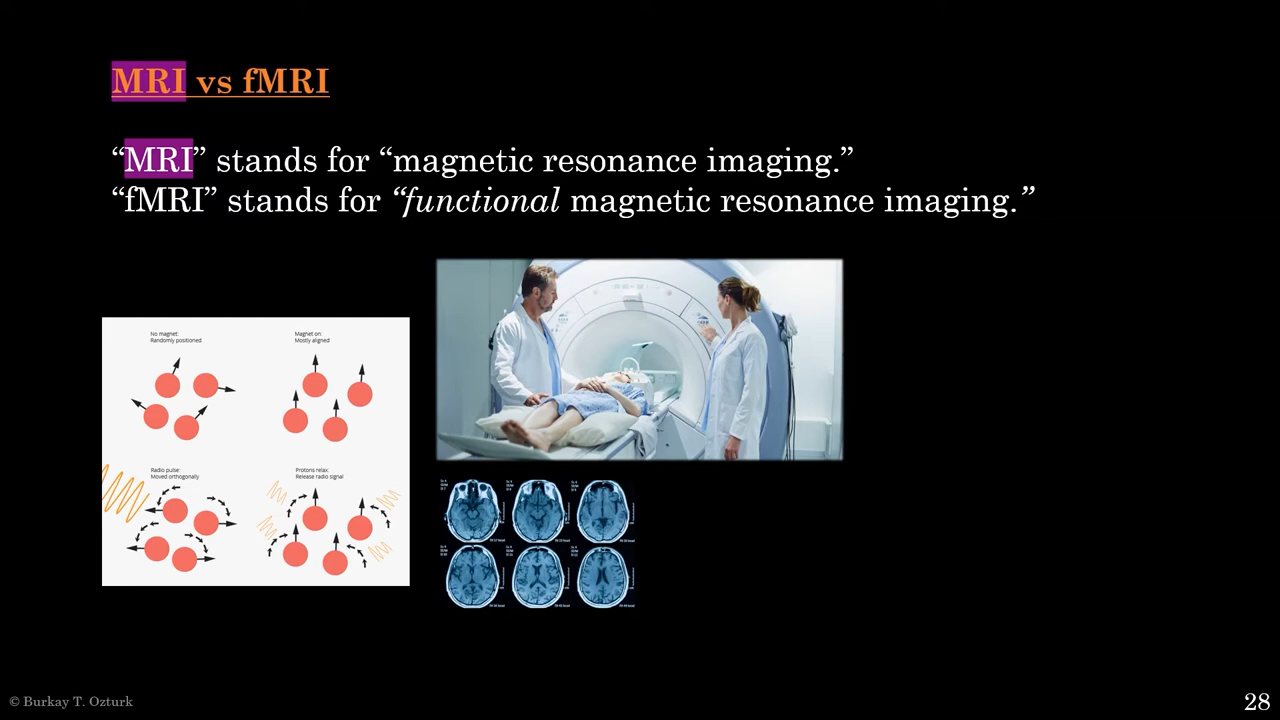 MRI vs fMRI
“MRI” stands for “magnetic resonance imaging.”
“fMRI” stands for “functional magnetic resonance imaging.”
No magnet:
Randomly positioned
Magnet on:
Mostly aligned
Radio pulse:
Moved orthogonally
Protons relax:
Release radio signal
© Burkay T. Ozturk
28